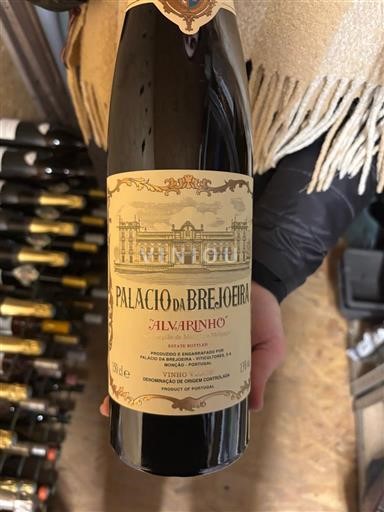 PALACIO DA BREJOEIRA
"ALVARINHO"
ESTATE BOTTLED
PRODUZIDO E ENGARRAFADO POR
PALACIO DA BREJOEIRA - VITICULTORES, S.A.
MONÇÃO - PORTUGAL
VINHO
DENOMINAÇÃO DE ORIGEM CONTROLADA
PRODUCT OF PORTUGAL